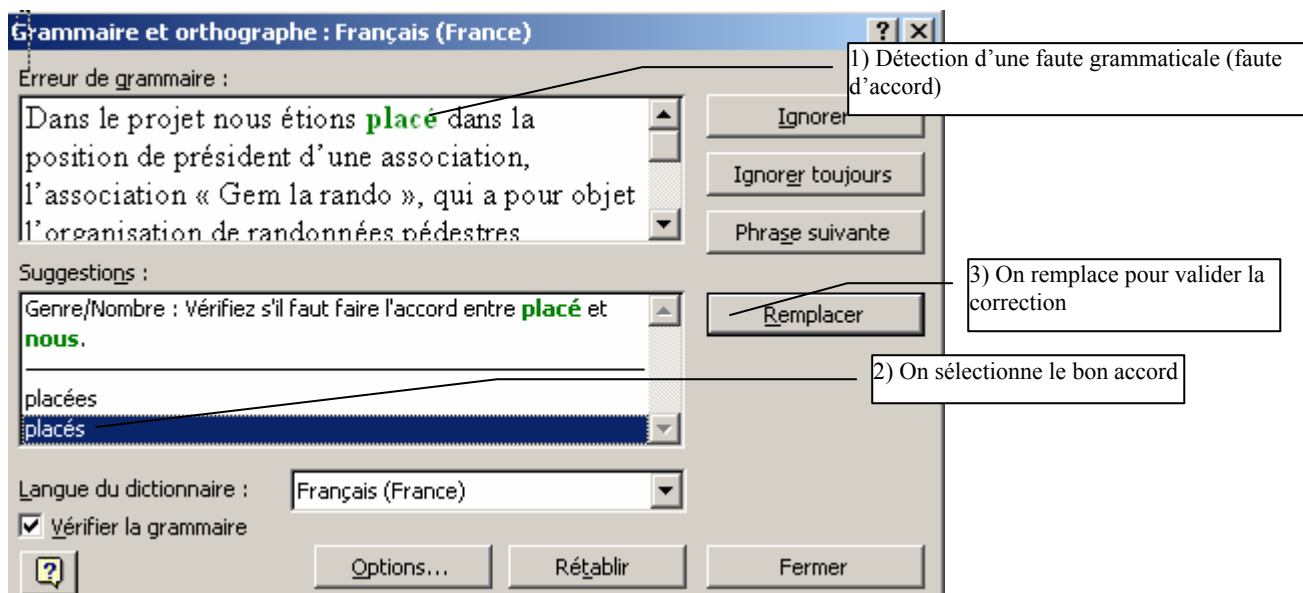 Grammaire et orthographe : Français (France)
1) Détection d'une faute grammaticale (faute
d'accord)
Erreur de grammaire :
Dans le projet nous étions placé dans la
position de président d'une association,
l'association « Gem la rando », qui a pour objet
l'organisation de randonnées pédestres
Ignorer
Ignorer toujours
Phrase suivante
Suggestions :
3) On remplace pour valider la
correction
Genre/Nombre : Vérifiez s'il faut faire l'accord entre placé et
nous.
Remplacer
2) On sélectionne le bon accord
placées
placés
Langue du dictionnaire :
Français (France)
Vérifier la grammaire
Options...
Rétablir
Fermer